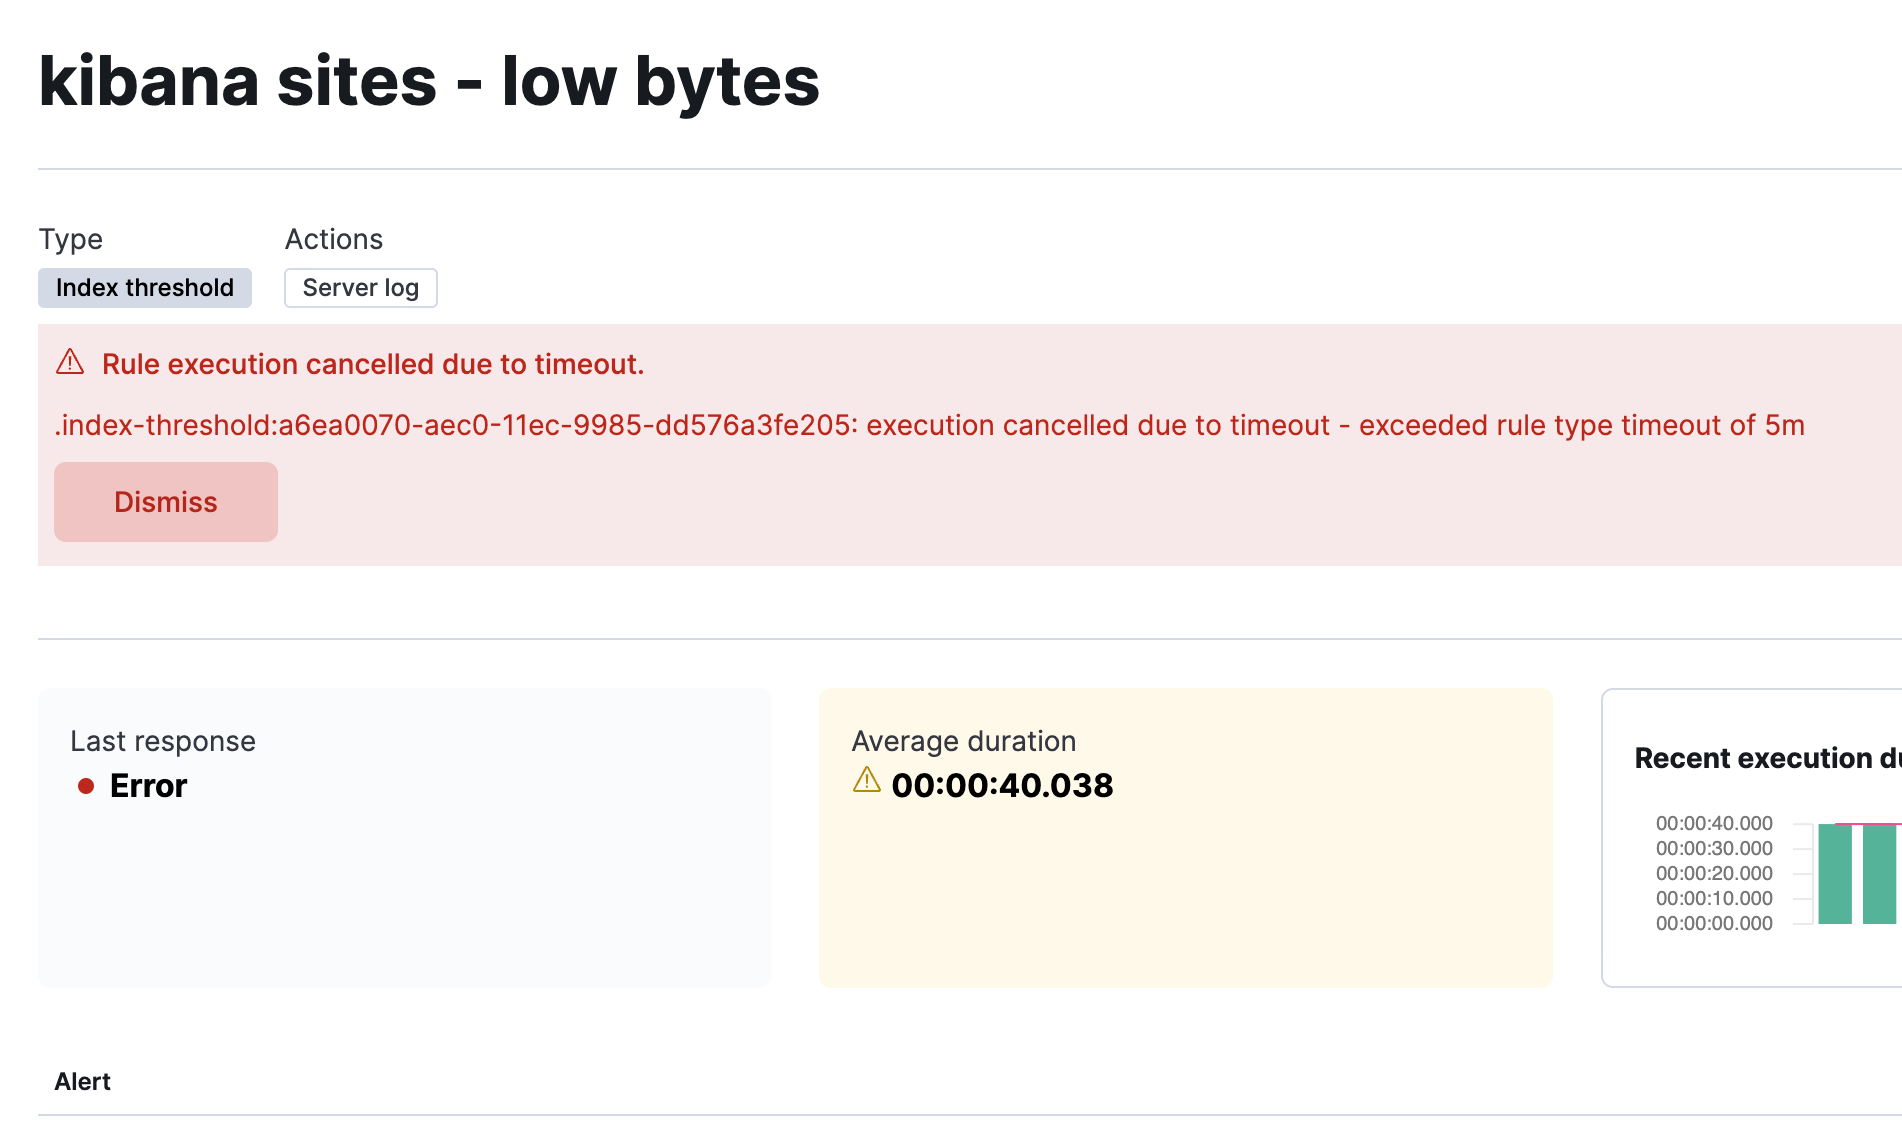 kibana sites - low bytes
Type
Actions
Index threshold
Server log
Rule execution cancelled due to timeout.
.index-threshold:a6ea0070-aec0-11ec-9985-dd576a3fe205: execution cancelled due to timeout - exceeded rule type timeout of 5m
Dismiss
Last response
Error
Average duration
00:00:40.038
Recent execution
00:00:40.000
00:00:30.000
00:00:20.000
00:00:10.000
00:00:00.000
Alert